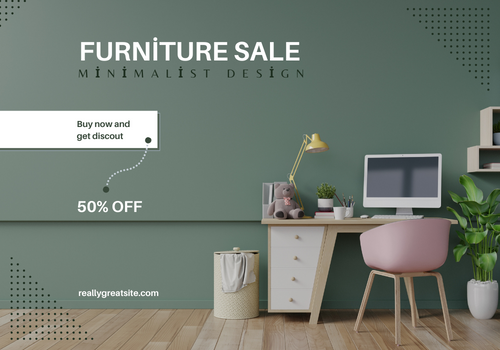 FURNİTURE SALE
MİNİMALİST DESİGN
Buy now and
get discout
50% OFF
reallygreatsite.com